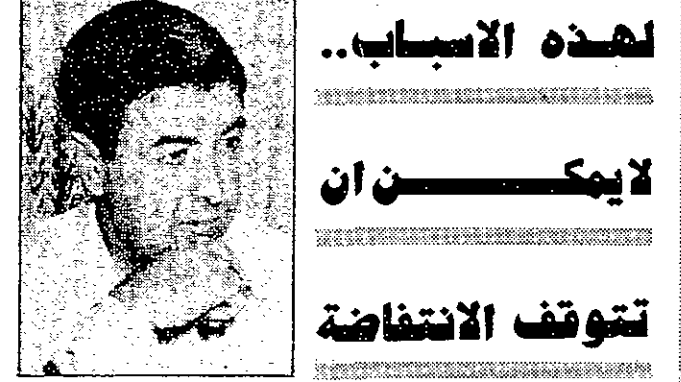 لهذه الاسباب..
لايمكن ان
تتوقف الانتفاضة